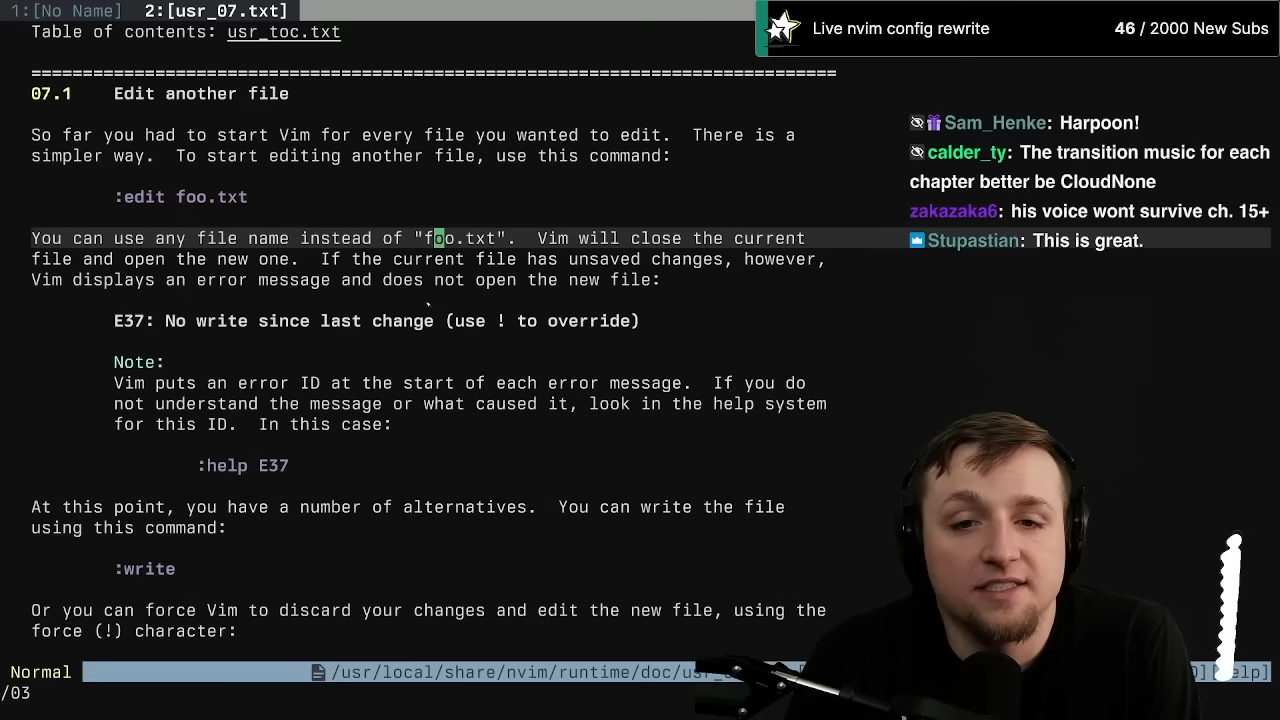 1:[No Name]  2:[usr_07.txt]
Table of contents: usr_toc.txt
Live nvim config rewrite
46 / 2000 New Subs
================================================================================
07.1    Edit another file
So far you had to start Vim for every file you wanted to edit.  There is a
simpler way.  To start editing another file, use this command:
:edit foo.txt
You can use any file name instead of "foo.txt".  Vim will close the current
file and open the new one.  If the current file has unsaved changes, however,
Vim displays an error message and does not open the new file:
E37: No write since last change (use ! to override)
Note:
Vim puts an error ID at the start of each error message.  If you do
not understand the message or what caused it, look in the help system
for this ID.  In this case:
:help E37
At this point, you have a number of alternatives.  You can write the file
using this command:
:write
Or you can force Vim to discard your changes and edit the new file, using the
force (!) character:
Sam_Henke: Harpoon!
calder_ty: The transition music for each
chapter better be CloudNone
zakazaka6: his voice wont survive ch. 15+
Stupastian: This is great.
Normal
/usr/local/share/nvim/runtime/doc/us
/03